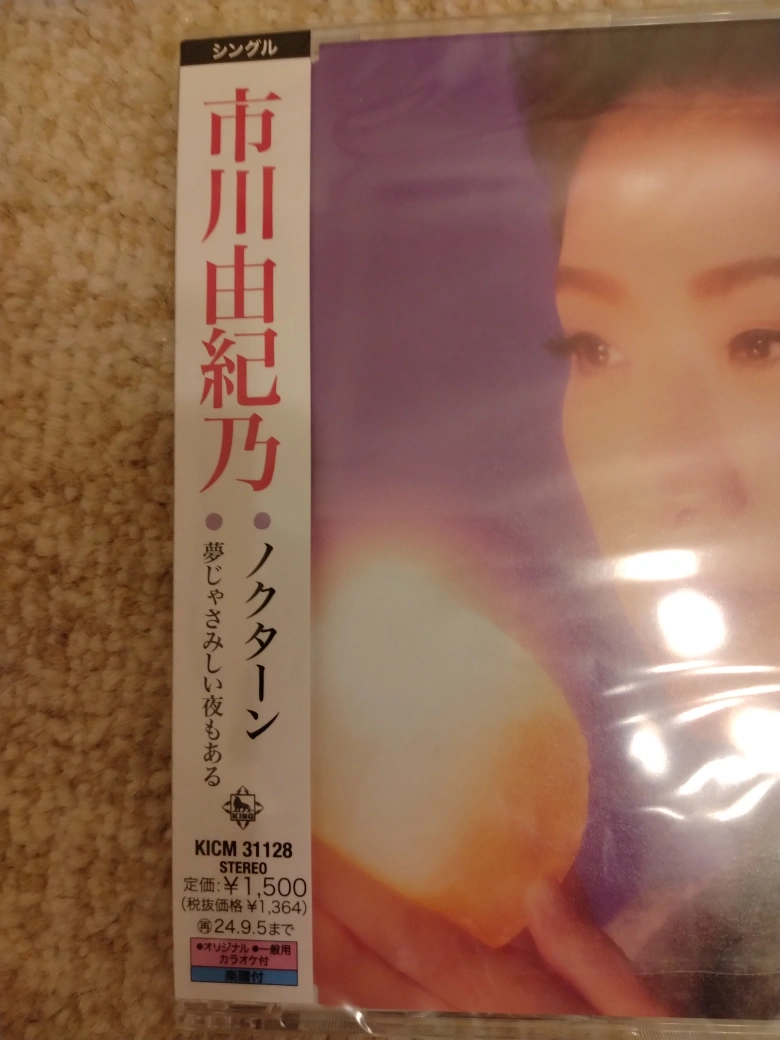 シングル
市川由紀乃
●ノクターン
●夢じゃさみしい夜もある
KING
KICM 31128
STEREO
定価:¥1,500
(税抜価格 ¥1,364)
㊞24.9.5まで
●オリジナル ●一般用
カラオケ付
楽譜付